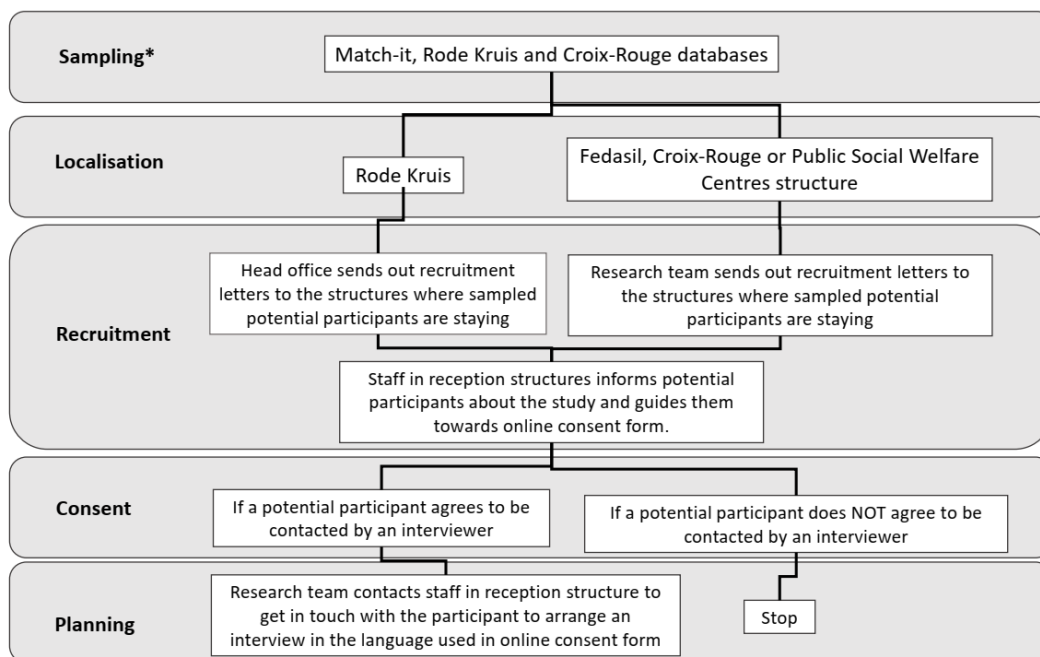 Sampling*
Match-it, Rode Kruis and Croix-Rouge databases
Localisation
Rode Kruis
Fedasil, Croix-Rouge or Public Social Welfare
Centres structure
Recruitment
Head office sends out recruitment
letters to the structures where sampled
potential participants are staying
Research team sends out recruitment letters to
the structures where sampled potential
participants are staying
Staff in reception structures informs potential
participants about the study and guides them
towards online consent form.
Consent
If a potential participant agrees to be
contacted by an interviewer
If a potential participant does NOT agree to be
contacted by an interviewer
Planning
Research team contacts staff in reception structure to
get in touch with the participant to arrange an
interview in the language used in online consent form
Stop